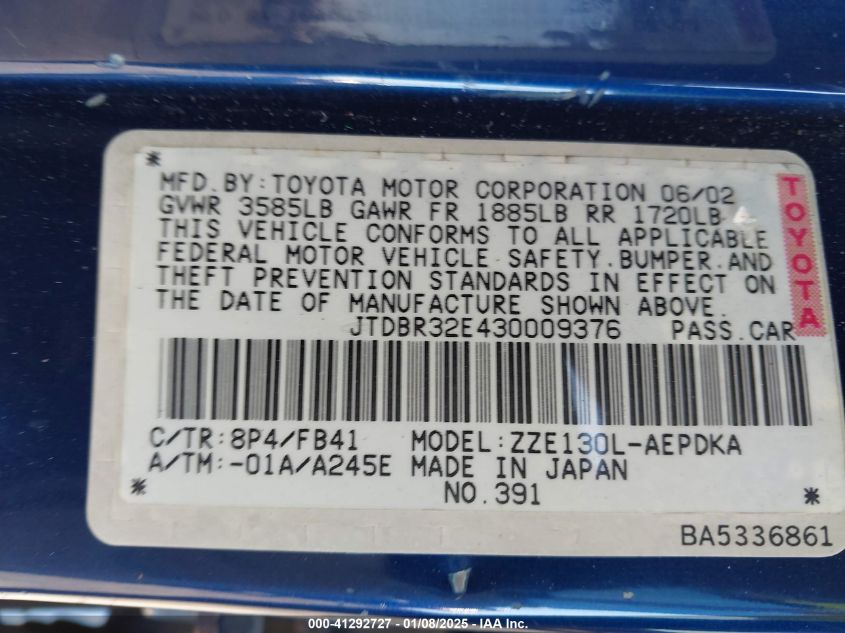 *
MFD.BY:TOYOTA MOTOR CORPORATION 06/02
GVWR 3585LB GAWR FR 1885LB RR 1720LB
THIS VEHICLE CONFORMS TO ALL APPLICABLE
FEDERAL MOTOR VEHICLE SAFETY.BUMPER.AND
THEFT PREVENTION STANDARDS IN EFFECT ON
THE DATE OF MANUFACTURE SHOWN ABOVE.
TOYOTA
JTDBR32E430009376 PASS.CAR
C/TR:8P4/FB41 MODEL:ZZE130L-AEPDKA
A/TM:-01A/A245E MADE IN JAPAN
* NO.391 *
BA5336861
000-41292727 - 01/08/2025 - IAA Inc.